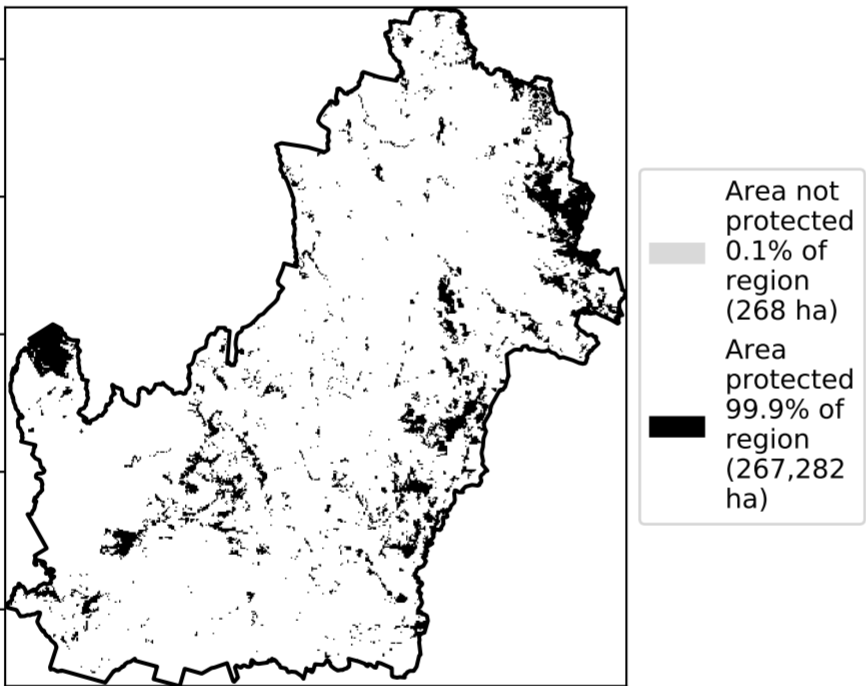 Area not
protected
0.1% of
region
(268 ha)
Area
protected
99.9% of
region
(267,282
ha)